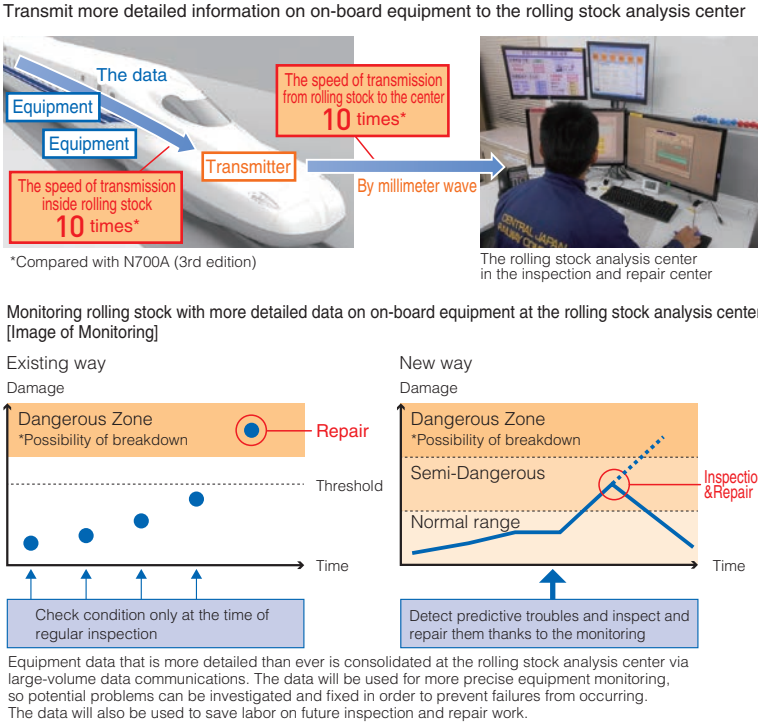 Transmit more detailed information on on-board equipment to the rolling stock analysis center
The data
Equipment
Equipment
The speed of transmission
inside rolling stock
10 times*
Transmitter
The speed of transmission
from rolling stock to the center
10 times*
By millimeter wave
CENTRAL JAPAN
RAILWAY COMPANY
*Compared with N700A (3rd edition)
The rolling stock analysis center
in the inspection and repair center
Monitoring rolling stock with more detailed data on on-board equipment at the rolling stock analysis center
[Image of Monitoring]
Existing way
Damage
Dangerous Zone
*Possibility of breakdown
Repair
Threshold
Time
Check condition only at the time of
regular inspection
New way
Damage
Dangerous Zone
*Possibility of breakdown
Semi-Dangerous
Inspectio
&Repair
Normal range
Time
Detect predictive troubles and inspect and
repair them thanks to the monitoring
Equipment data that is more detailed than ever is consolidated at the rolling stock analysis center via
large-volume data communications. The data will be used for more precise equipment monitoring,
so potential problems can be investigated and fixed in order to prevent failures from occurring.
The data will also be used to save labor on future inspection and repair work.